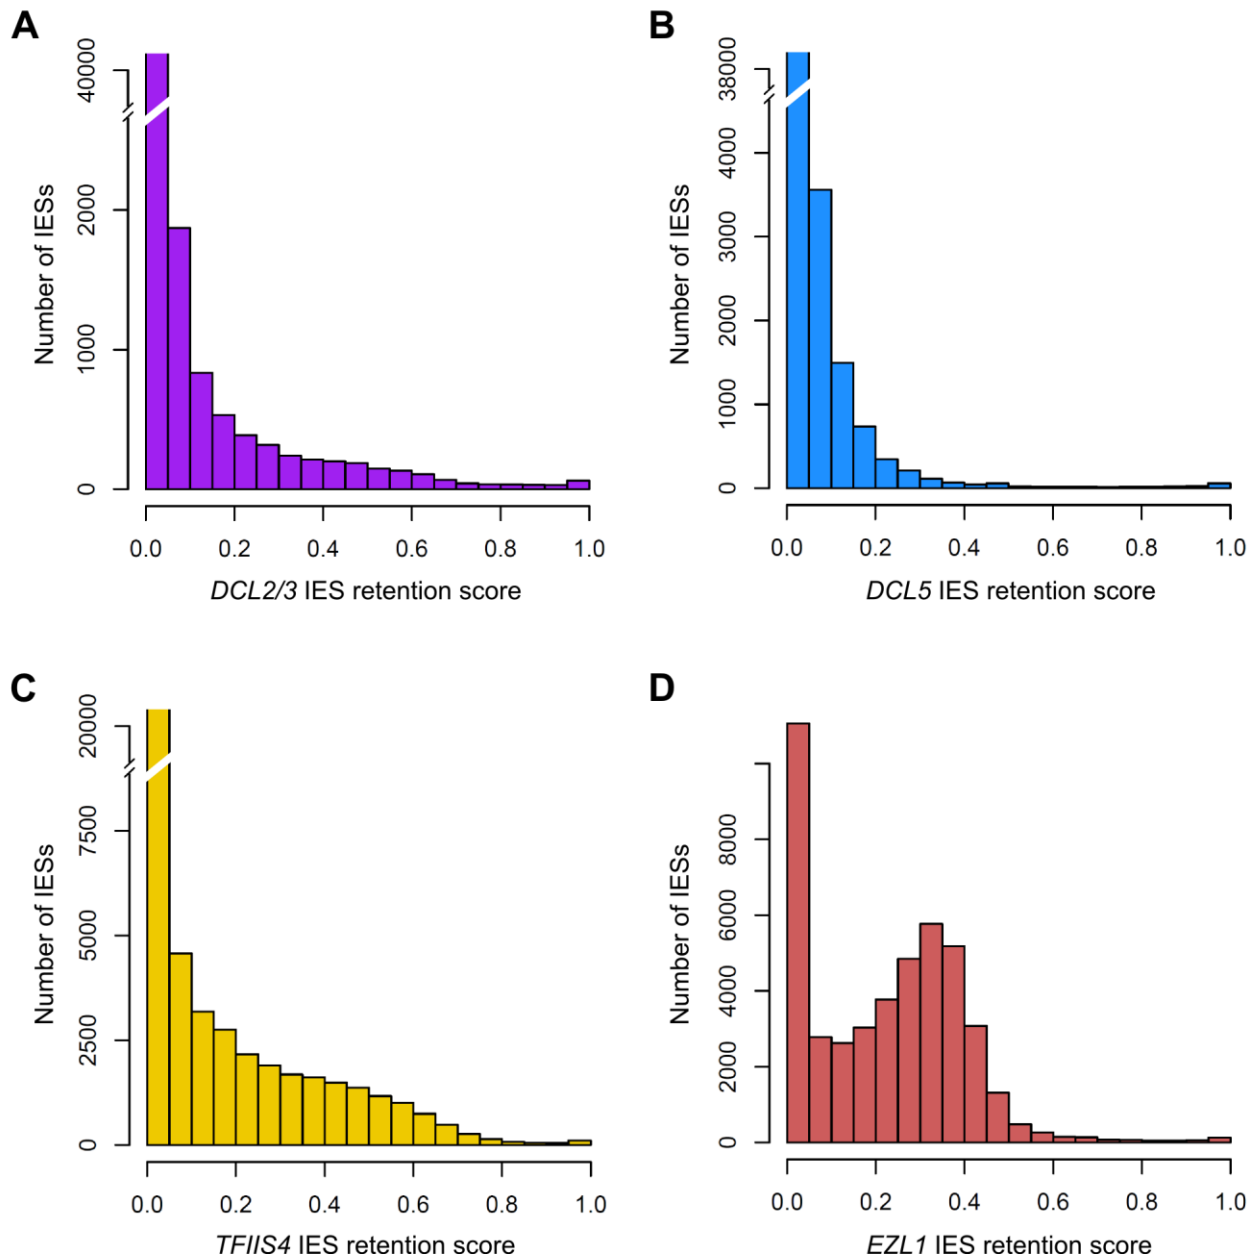 A
40000
2000
1000
0
Number of IESs
0.0 0.2 0.4 0.6 0.8 1.0
DCL2/3 IES retention score
B
38000
4000
3000
2000
1000
0
Number of IESs
0.0 0.2 0.4 0.6 0.8 1.0
DCL5 IES retention score
C
20000
7500
5000
2500
0
Number of IESs
0.0 0.2 0.4 0.6 0.8 1.0
TFIIS4 IES retention score
D
8000
6000
4000
2000
0
Number of IESs
0.0 0.2 0.4 0.6 0.8 1.0
EZL1 IES retention score